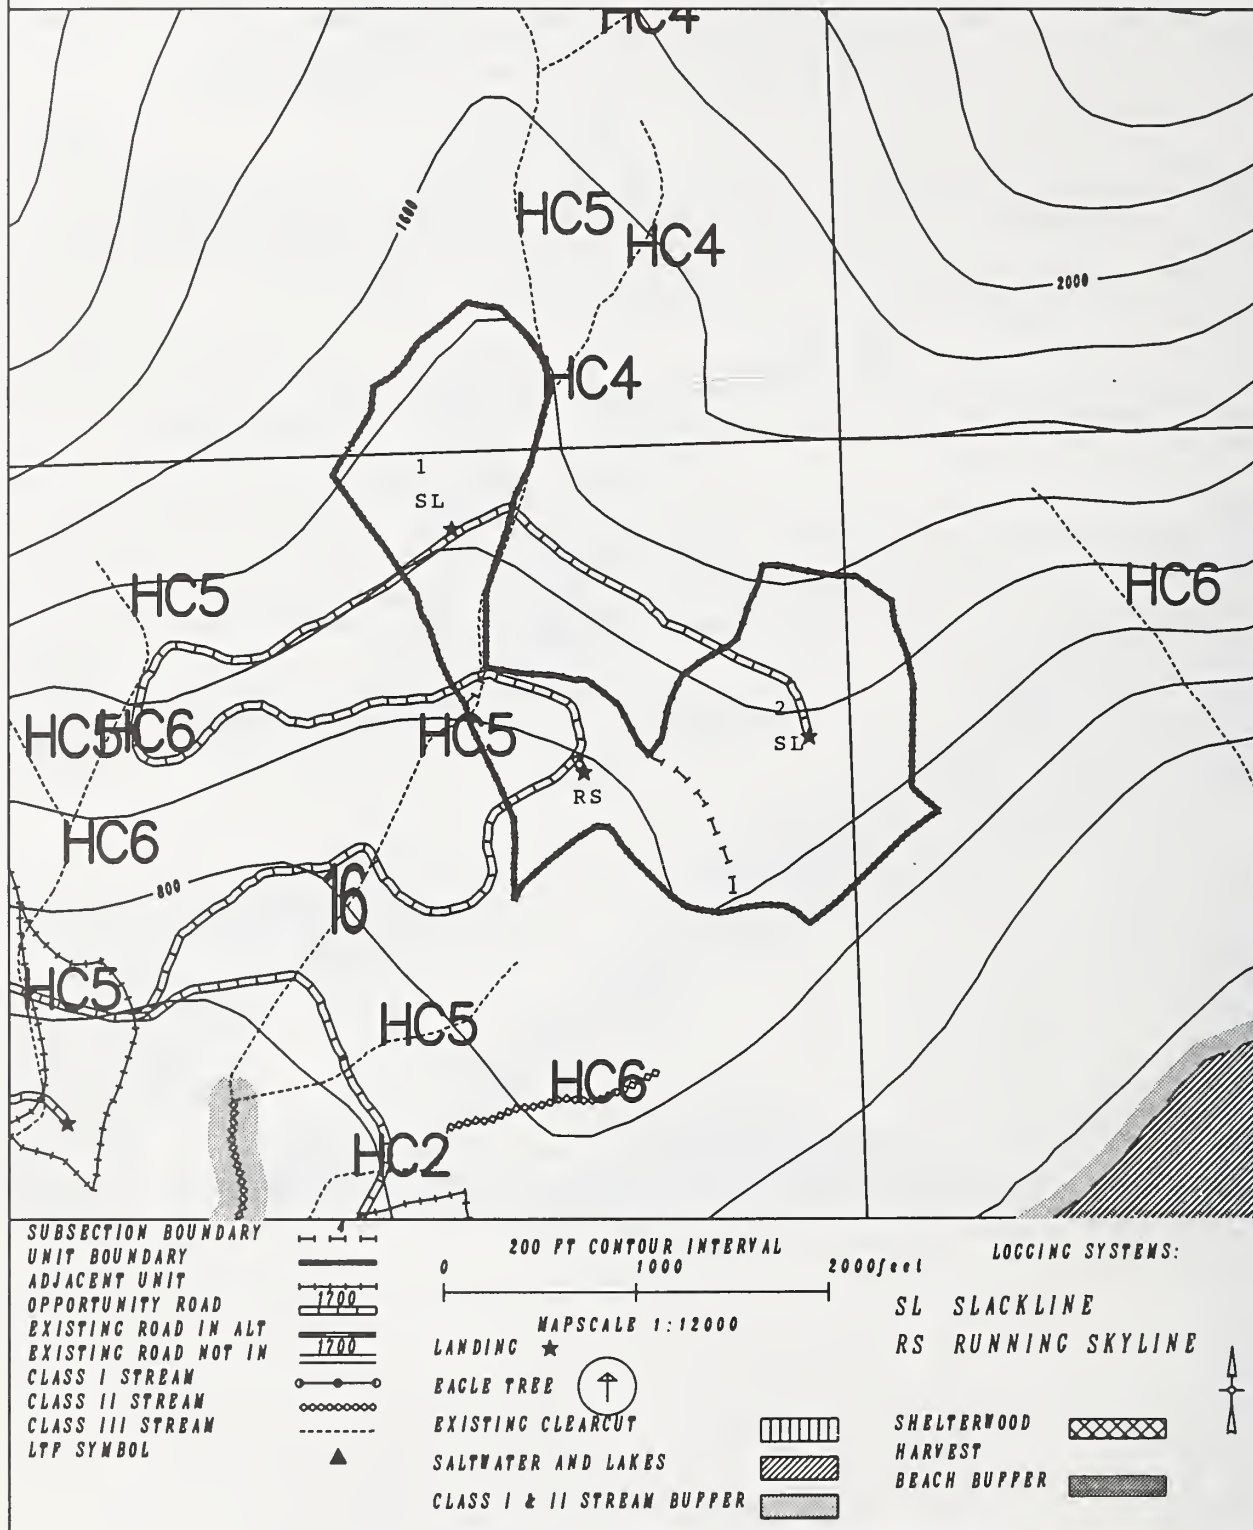 HC4
1600
HC5
HC4
2000
HC4
1
SL
HC5
HC6
2
HC5
HC6
HC5
SL
RS
HC6
800
16
HC5
HC5
HC6
HC2
SUBSECTION BOUNDARY
UNIT BOUNDARY
ADJACENT UNIT
OPPORTUNITY ROAD 1700
EXISTING ROAD IN ALT
EXISTING ROAD NOT IN 1700
CLASS I STREAM
CLASS II STREAM
CLASS III STREAM
LTF SYMBOL
200 FT CONTOUR INTERVAL
0 1000 2000feet
MAPSCALE 1:12000
LANDING
EAGLE TREE
EXISTING CLEARCUT
SALTWATER AND LAKES
CLASS I & II STREAM BUFFER
LOGGING SYSTEMS:
SL SLACKLINE
RS RUNNING SKYLINE
SHELTERWOOD
HARVEST
BEACH BUFFER